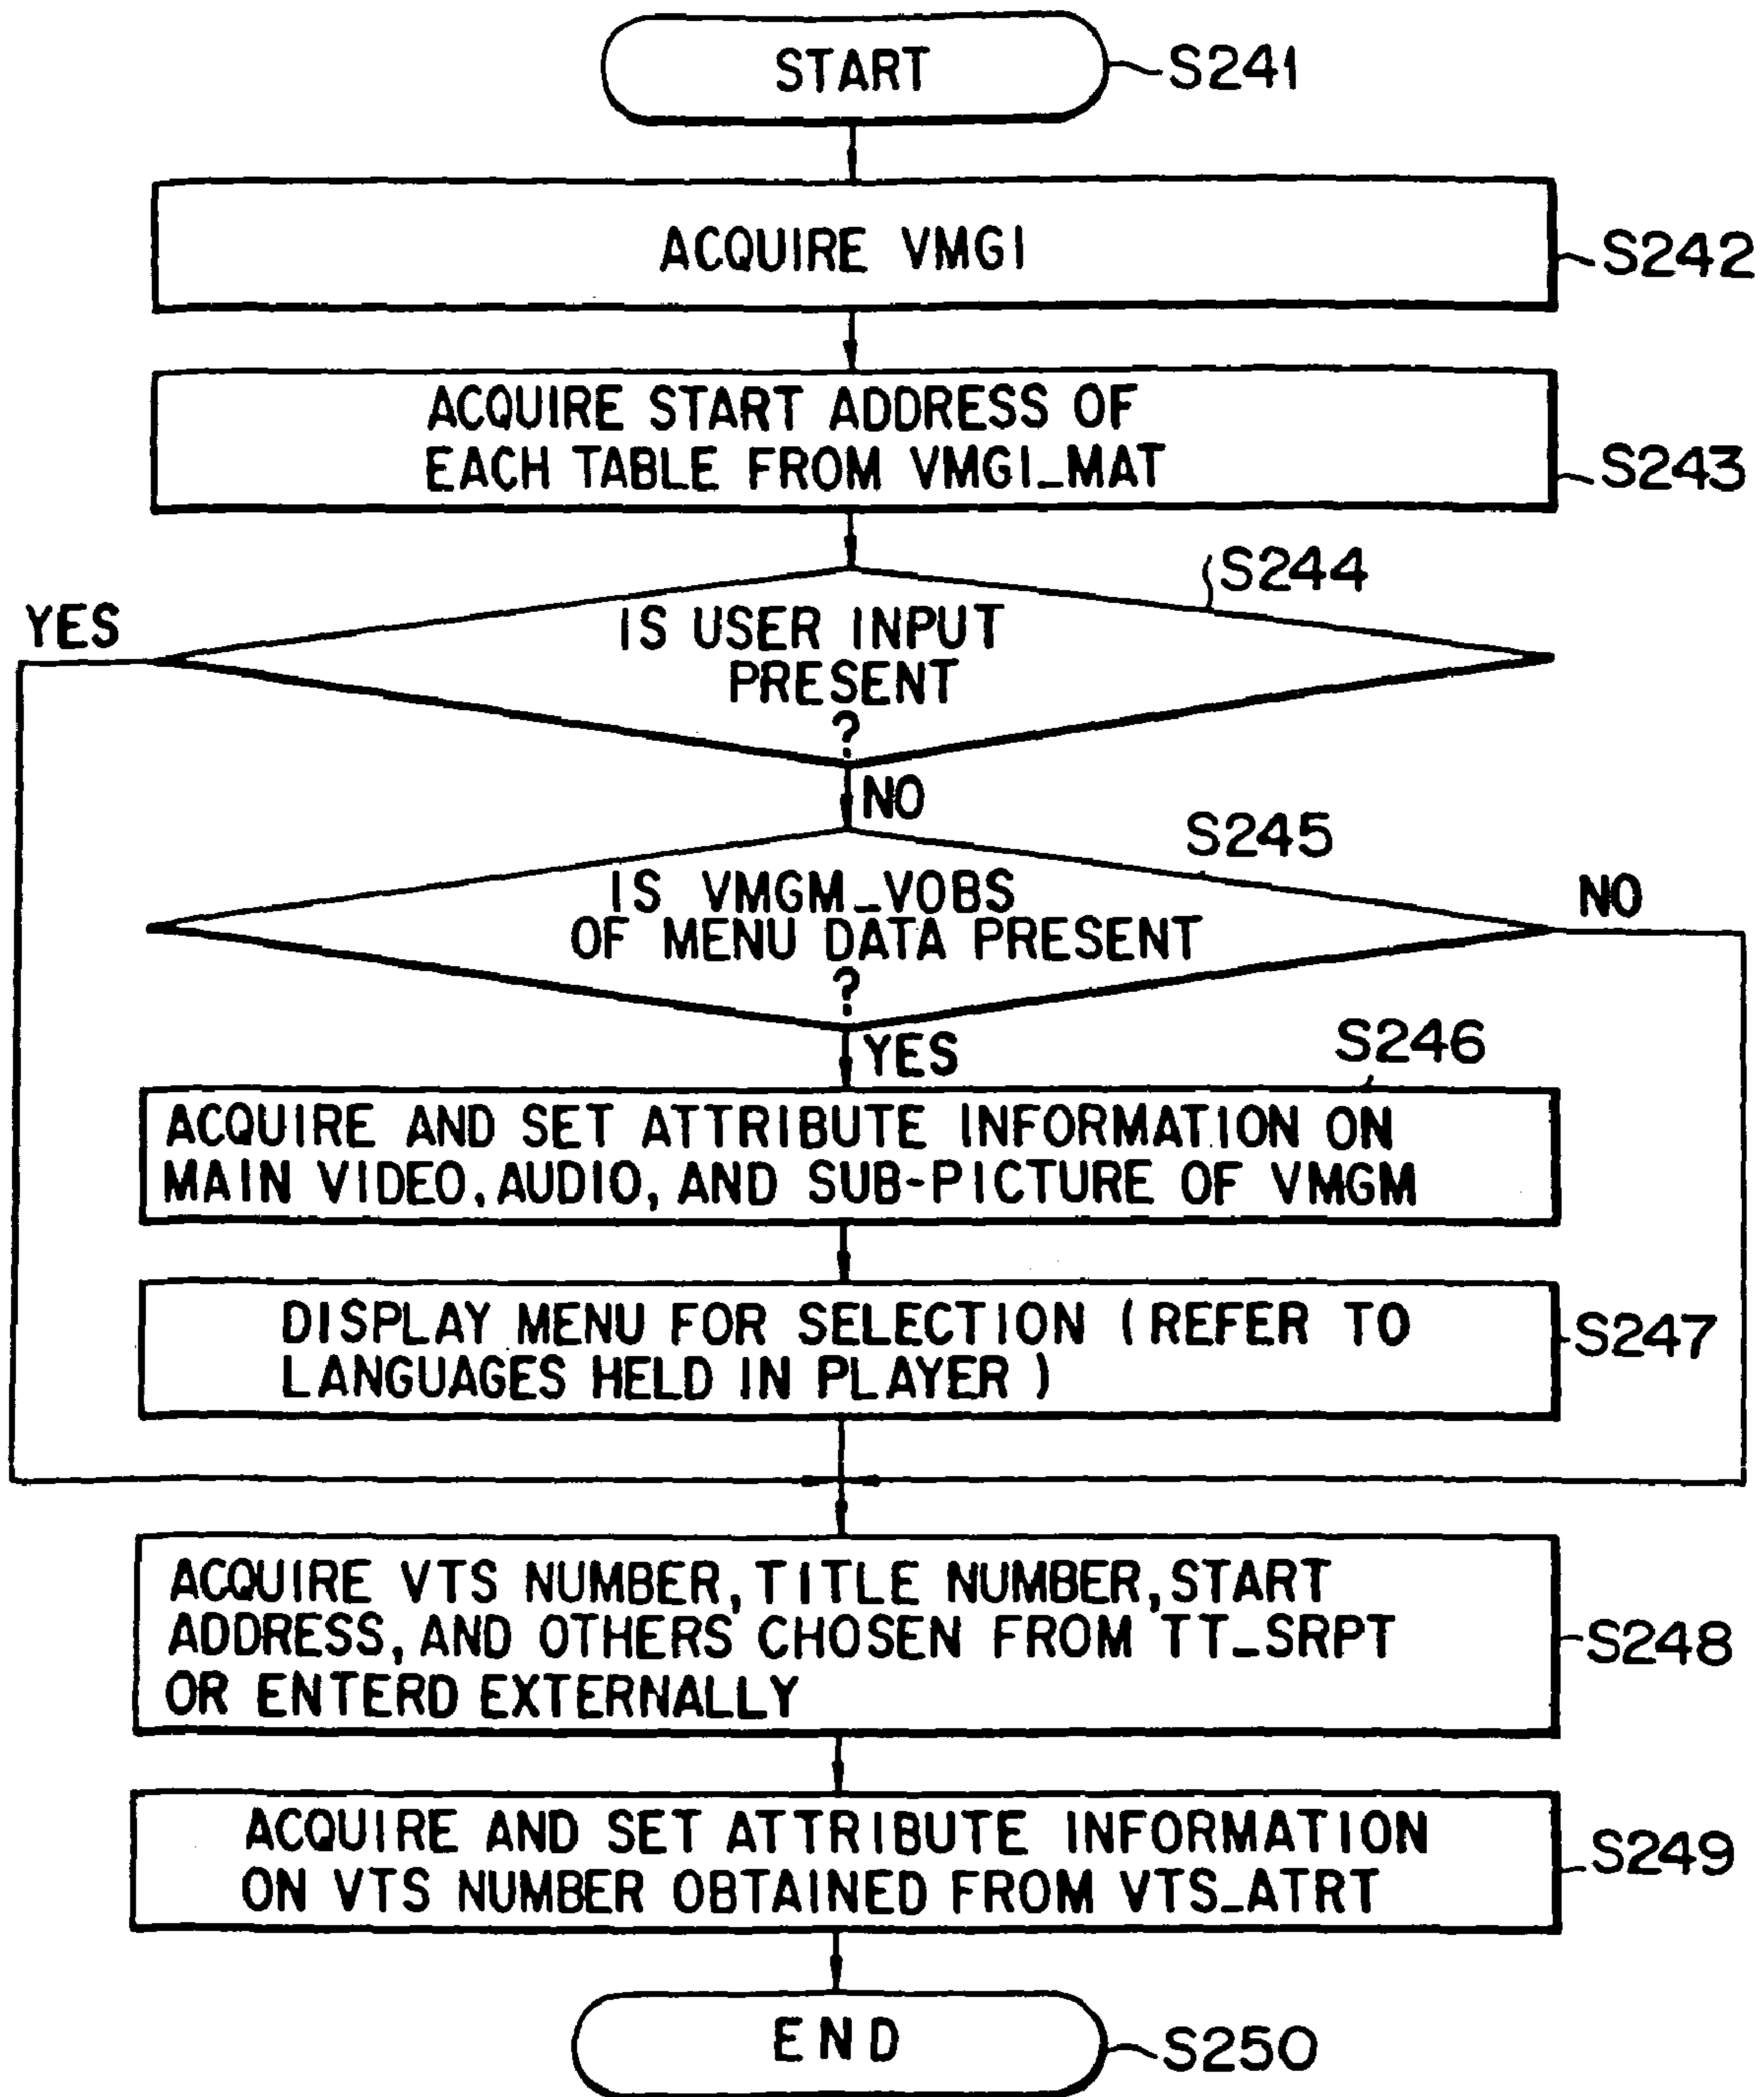 START
S241
ACQUIRE VMGI
S242
ACQUIRE START ADDRESS OF
EACH TABLE FROM VMGI_MAT
S243
S244
YES
IS USER INPUT
PRESENT
?
NO
S245
IS VMGM_VOBS
OF MENU DATA PRESENT
?
NO
YES
S246
ACQUIRE AND SET ATTRIBUTE INFORMATION ON
MAIN VIDEO, AUDIO, AND SUB-PICTURE OF VMGM
DISPLAY MENU FOR SELECTION (REFER TO
LANGUAGES HELD IN PLAYER)
S247
ACQUIRE VTS NUMBER, TITLE NUMBER, START
ADDRESS, AND OTHERS CHOSEN FROM TT_SRPT
OR ENTERD EXTERNALLY
S248
ACQUIRE AND SET ATTRIBUTE INFORMATION
ON VTS NUMBER OBTAINED FROM VTS_ATRT
S249
END
S250